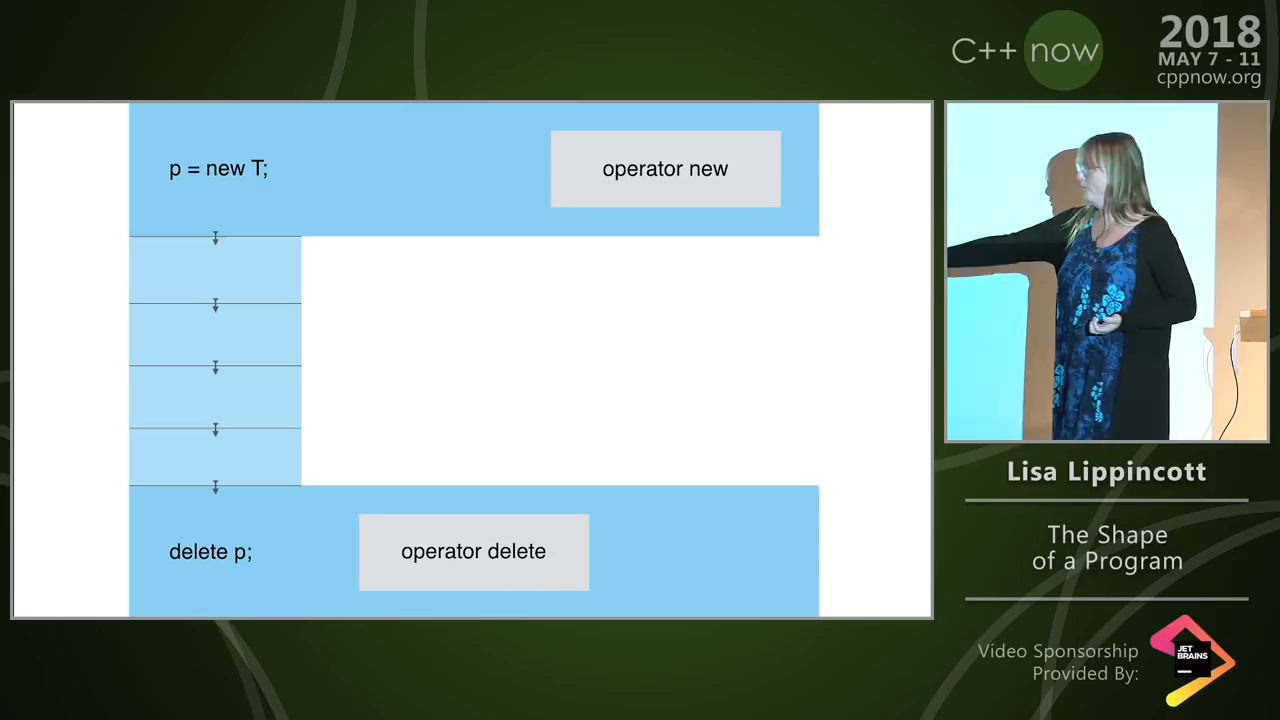 C++ now
2018
MAY 7 - 11
cppnow.org
p = new T;
operator new
delete p;
operator delete
Lisa Lippincott
The Shape
of a Program
Video Sponsorship
Provided By:
JET
BRAINS